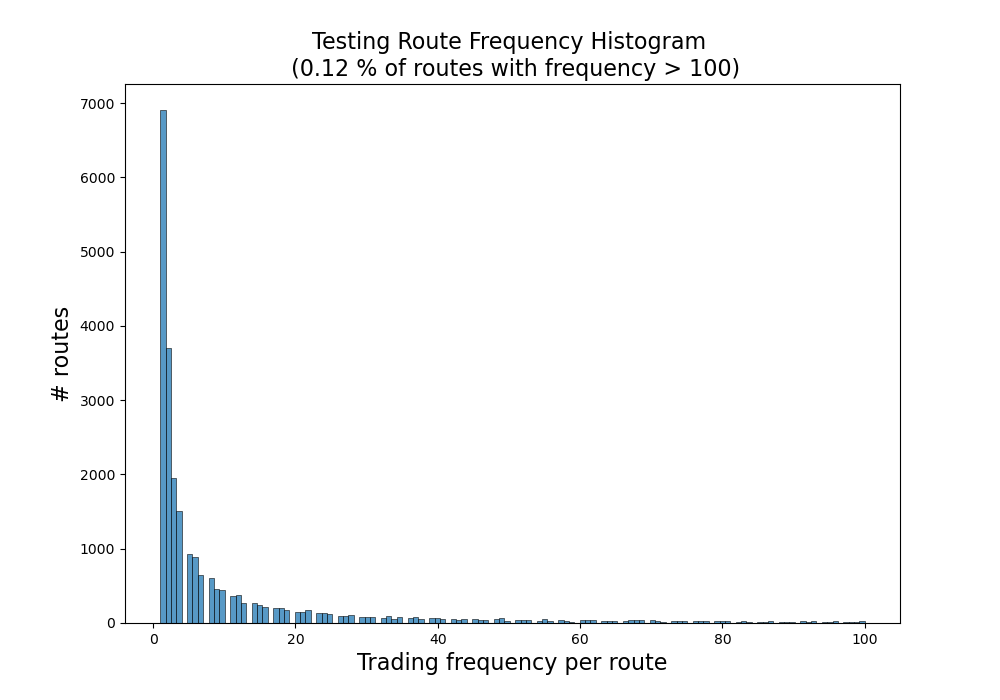 Testing Route Frequency Histogram
(0.12 % of routes with frequency > 100)
7000
6000
5000
4000
3000
2000
1000
0
# routes
0 20 40 60 80 100
Trading frequency per route